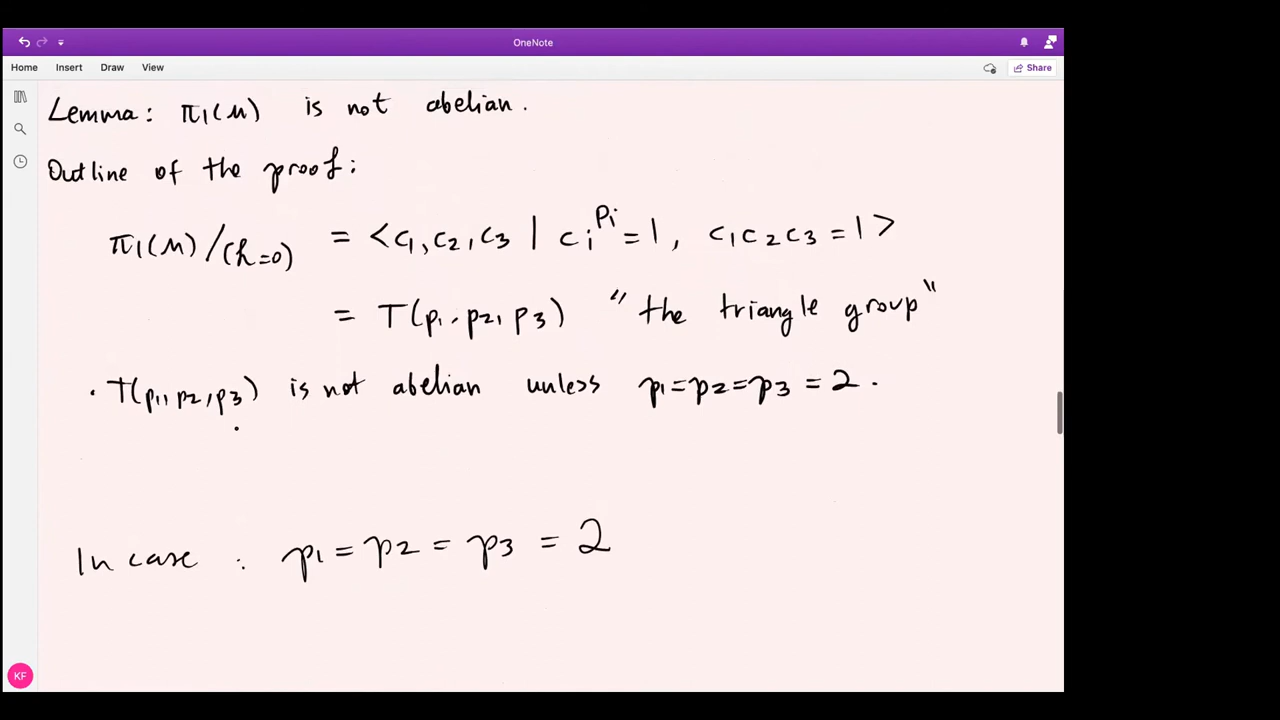 OneNote
Home Insert Draw View Share
Lemma: π1(M) is not abelian.
Outline of the proof:
π1(M)/(h=0) = <c1, c2, c3 | ci^pi = 1, c1c2c3 = 1>
= T(p1, p2, p3) "the triangle group"
· T(p1, p2, p3) is not abelian unless p1=p2=p3 = 2.
In case : p1 = p2 = p3 = 2
KF